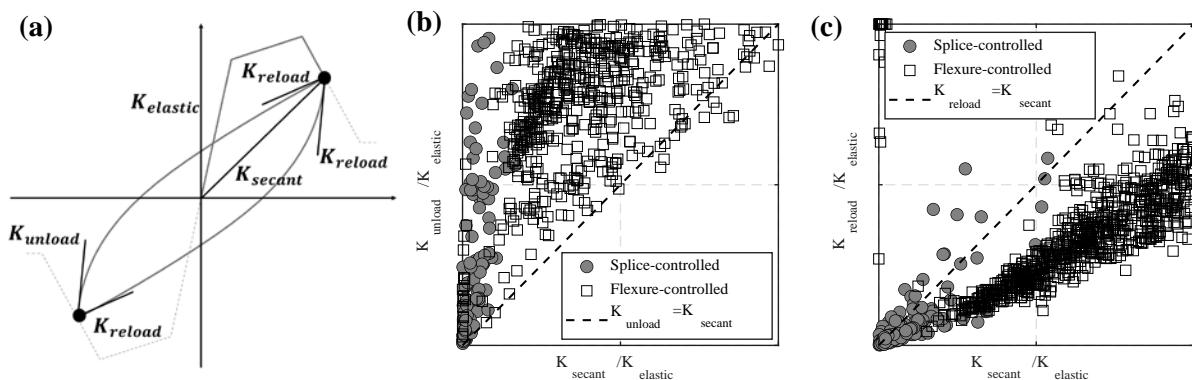 (a)
K_reload
K_elastic
K_reload
K_secant
K_unload
K_reload
(b)
K_unload /K_elastic
Splice-controlled
Flexure-controlled
K_unload =K_secant
K_secant /K_elastic
(c)
Splice-controlled
Flexure-controlled
K_reload =K_secant
K_reload /K_elastic
K_secant /K_elastic